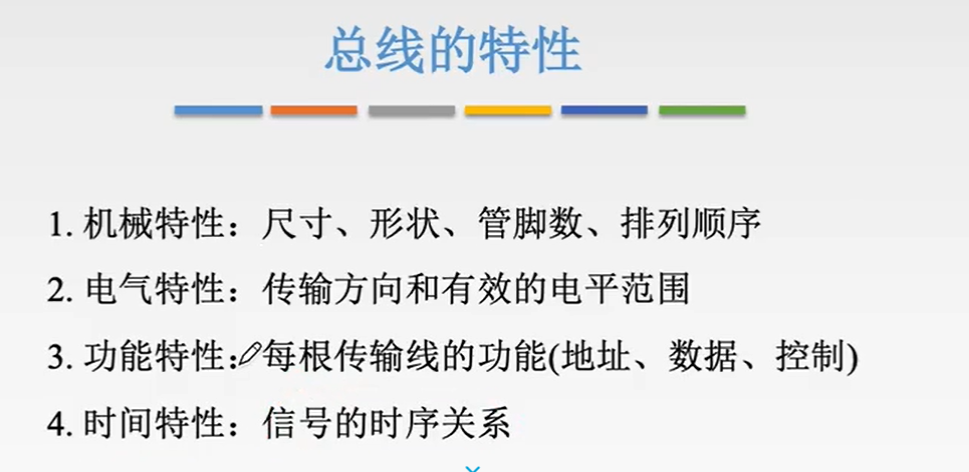 总线的特性
1. 机械特性：尺寸、形状、管脚数、排列顺序
2. 电气特性：传输方向和有效的电平范围
3. 功能特性：每根传输线的功能(地址、数据、控制)
4. 时间特性：信号的时序关系